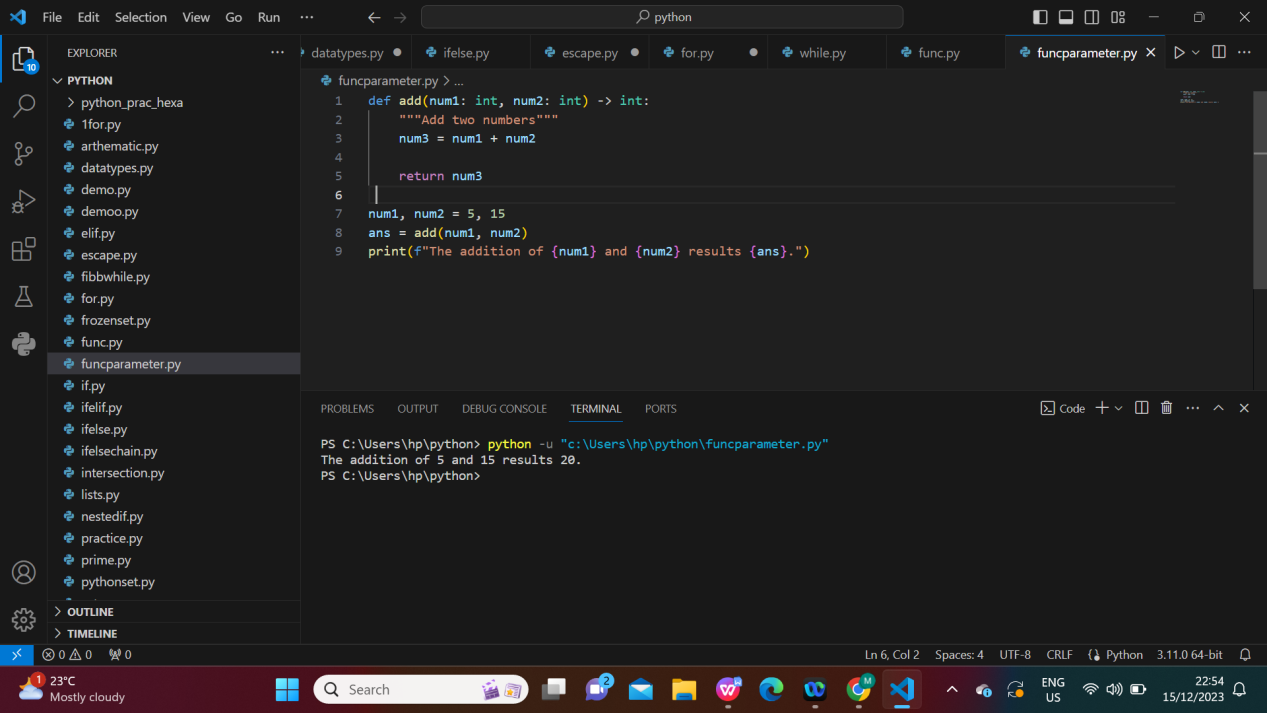 File Edit Selection View Go Run ···
python
EXPLORER
datatypes.py
ifelse.py
escape.py
for.py
while.py
func.py
funcparameter.py
PYTHON
python_prac_hexa
1for.py
arthematic.py
datatypes.py
demo.py
demoo.py
elif.py
escape.py
fibbwhile.py
for.py
frozenset.py
func.py
funcparameter.py
if.py
ifelif.py
ifelse.py
ifelsechain.py
intersection.py
lists.py
nestedif.py
practice.py
prime.py
pythonset.py
OUTLINE
TIMELINE
10
funcparameter.py > ...
1 def add(num1: int, num2: int) -> int:
2 """Add two numbers"""
3 num3 = num1 + num2
4
5 return num3
6
7 num1, num2 = 5, 15
8 ans = add(num1, num2)
9 print(f"The addition of {num1} and {num2} results {ans}.")
PROBLEMS OUTPUT DEBUG CONSOLE TERMINAL PORTS
Code
PS C:\Users\hp\python> python -u "c:\Users\hp\python\funcparameter.py"
The addition of 5 and 15 results 20.
PS C:\Users\hp\python>
0 0 0
Ln 6, Col 2 Spaces: 4 UTF-8 CRLF Python 3.11.0 64-bit
1
23°C
Mostly cloudy
Search
2
M
ENG
US
22:54
15/12/2023